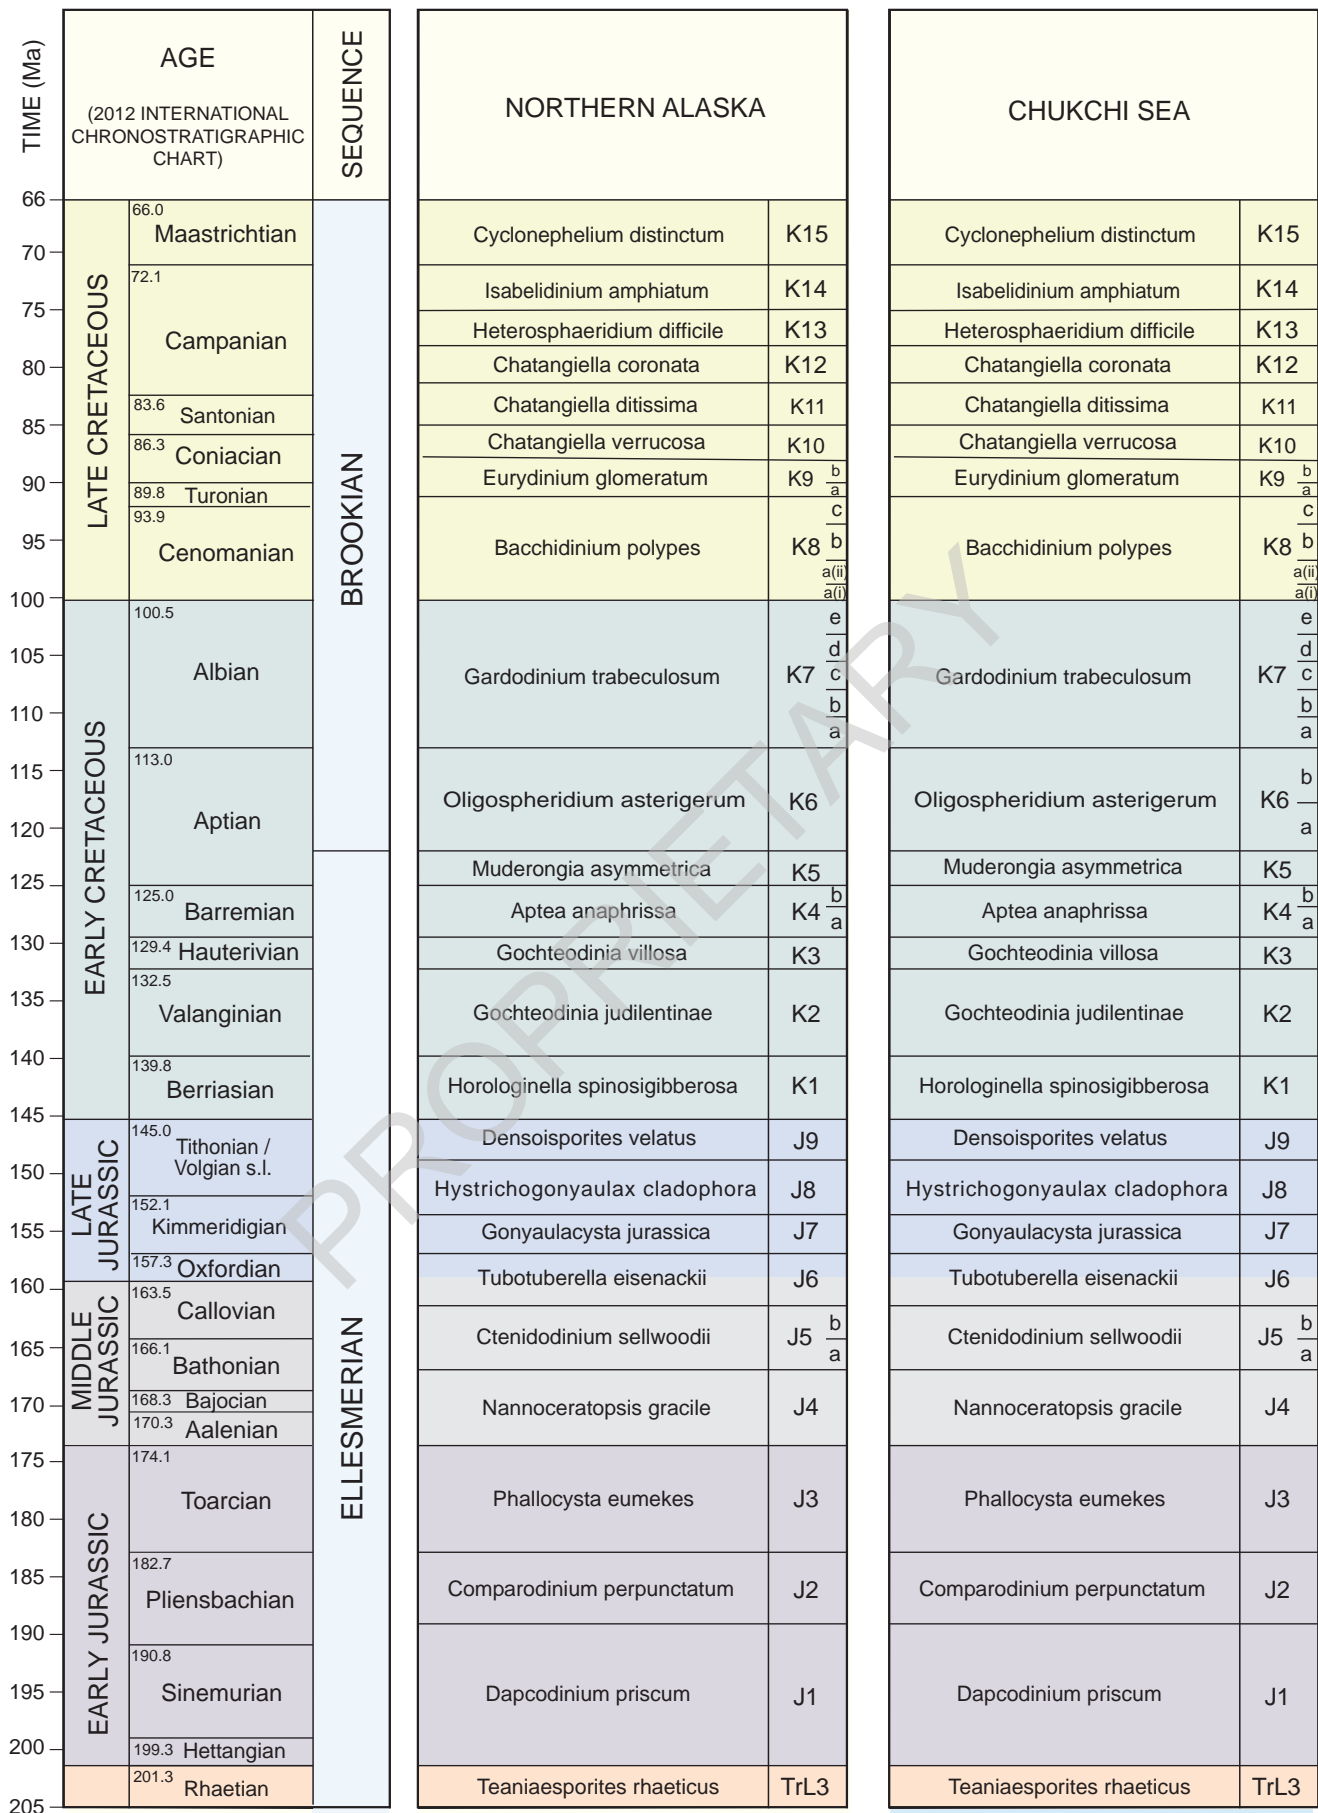 TIME (Ma)
AGE
(2012 INTERNATIONAL
CHRONOSTRATIGRAPHIC
CHART)
SEQUENCE
NORTHERN ALASKA
CHUKCHI SEA
66
70
75
80
85
90
95
100
105
110
115
120
125
130
135
140
145
150
155
160
165
170
175
180
185
190
195
200
205
LATE CRETACEOUS
EARLY CRETACEOUS
LATE
JURASSIC
MIDDLE
JURASSIC
EARLY JURASSIC
66.0
Maastrichtian
72.1
Campanian
83.6
Santonian
86.3
Coniacian
89.8 Turonian
93.9
Cenomanian
100.5
Albian
113.0
Aptian
125.0
Barremian
129.4 Hauterivian
132.5
Valanginian
139.8
Berriasian
145.0
Tithonian /
Volgian s.l.
152.1
Kimmeridgian
157.3 Oxfordian
163.5
Callovian
166.1
Bathonian
168.3 Bajocian
170.3 Aalenian
174.1
Toarcian
182.7
Pliensbachian
190.8
Sinemurian
199.3 Hettangian
201.3
Rhaetian
BROOKIAN
ELLESMERIAN
Cyclonephelium distinctum K15
Isabelidinium amphiatum K14
Heterosphaeridium difficile K13
Chatangiella coronata K12
Chatangiella ditissima K11
Chatangiella verrucosa K10
Eurydinium glomeratum K9
b
a
Bacchidinium polypes K8
c
b
a(ii)
a(i)
Gardodinium trabeculosum K7
e
d
c
b
a
Oligospheridium asterigerum K6
Muderongia asymmetrica K5
Aptea anaphrissa K4
b
a
Gochteodinia villosa K3
Gochteodinia judilentinae K2
Horologinella spinosigibberosa K1
Densoisporites velatus J9
Hystrichogonyaulax cladophora J8
Gonyaulacysta jurassica J7
Tubotuberella eisenackii J6
Ctenidodinium sellwoodii J5
b
a
Nannoceratopsis gracile J4
Phallocysta eumekes J3
Comparodinium perpunctatum J2
Dapcodinium priscum J1
Teaniaesporites rhaeticus TrL3
Cyclonephelium distinctum K15
Isabelidinium amphiatum K14
Heterosphaeridium difficile K13
Chatangiella coronata K12
Chatangiella ditissima K11
Chatangiella verrucosa K10
Eurydinium glomeratum K9
b
a
Bacchidinium polypes K8
c
b
a(ii)
a(i)
Gardodinium trabeculosum K7
e
d
c
b
a
Oligospheridium asterigerum K6
b
a
Muderongia asymmetrica K5
Aptea anaphrissa K4
b
a
Gochteodinia villosa K3
Gochteodinia judilentinae K2
Horologinella spinosigibberosa K1
Densoisporites velatus J9
Hystrichogonyaulax cladophora J8
Gonyaulacysta jurassica J7
Tubotuberella eisenackii J6
Ctenidodinium sellwoodii J5
b
a
Nannoceratopsis gracile J4
Phallocysta eumekes J3
Comparodinium perpunctatum J2
Dapcodinium priscum J1
Teaniaesporites rhaeticus TrL3
PROPRIETARY